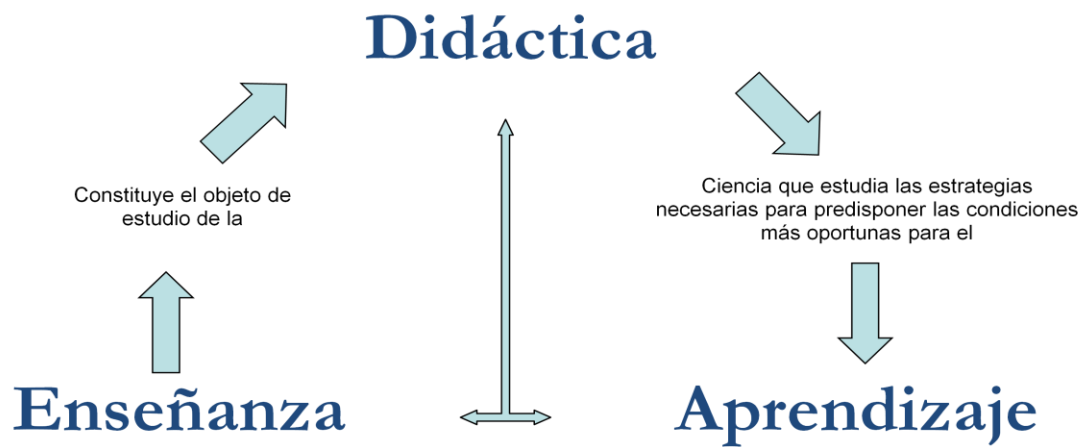 Didáctica
Constituye el objeto de
estudio de la
Ciencia que estudia las estrategias
necesarias para predisponer las condiciones
más oportunas para el
Enseñanza
Aprendizaje